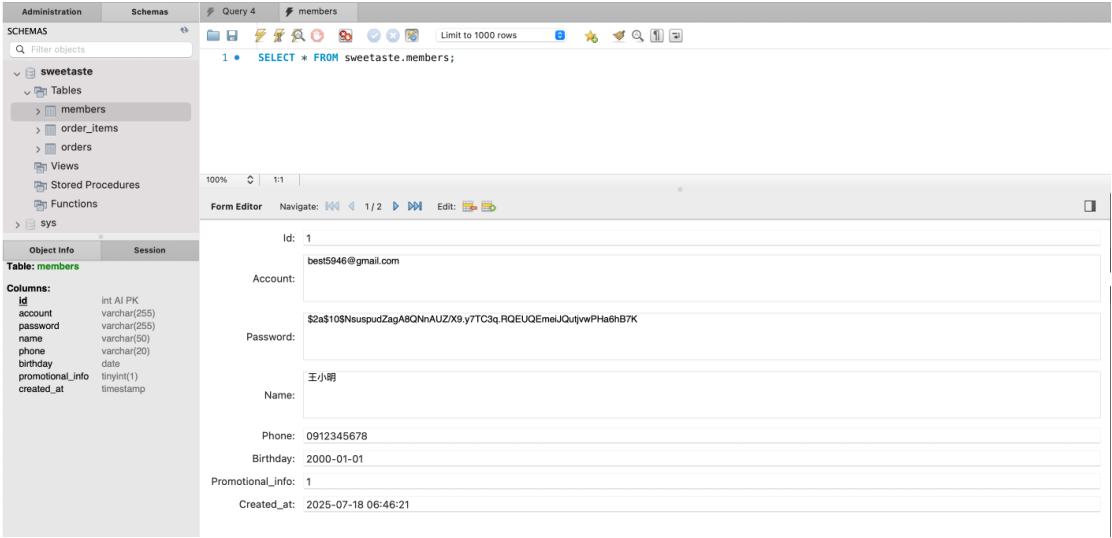 Administration Schemas
SCHEMAS
Filter objects
sweetaste
Tables
members
order_items
orders
Views
Stored Procedures
Functions
sys
Object Info Session
Table: members
Columns:
id int AI PK
account varchar(255)
password varchar(255)
name varchar(50)
phone varchar(20)
birthday date
promotional_info tinyint(1)
created_at timestamp
Query 4 members
Limit to 1000 rows
1 SELECT * FROM sweetaste.members;
100% 1:1
Form Editor Navigate: 1 / 2 Edit:
Id: 1
Account: best5946@gmail.com
Password: $2a$10$NsuspudZagA8QNnAUZ/X9.y7TC3q.RQEUQEmeiJQutjvwPHa6hB7K
Name: 王小明
Phone: 0912345678
Birthday: 2000-01-01
Promotional_info: 1
Created_at: 2025-07-18 06:46:21